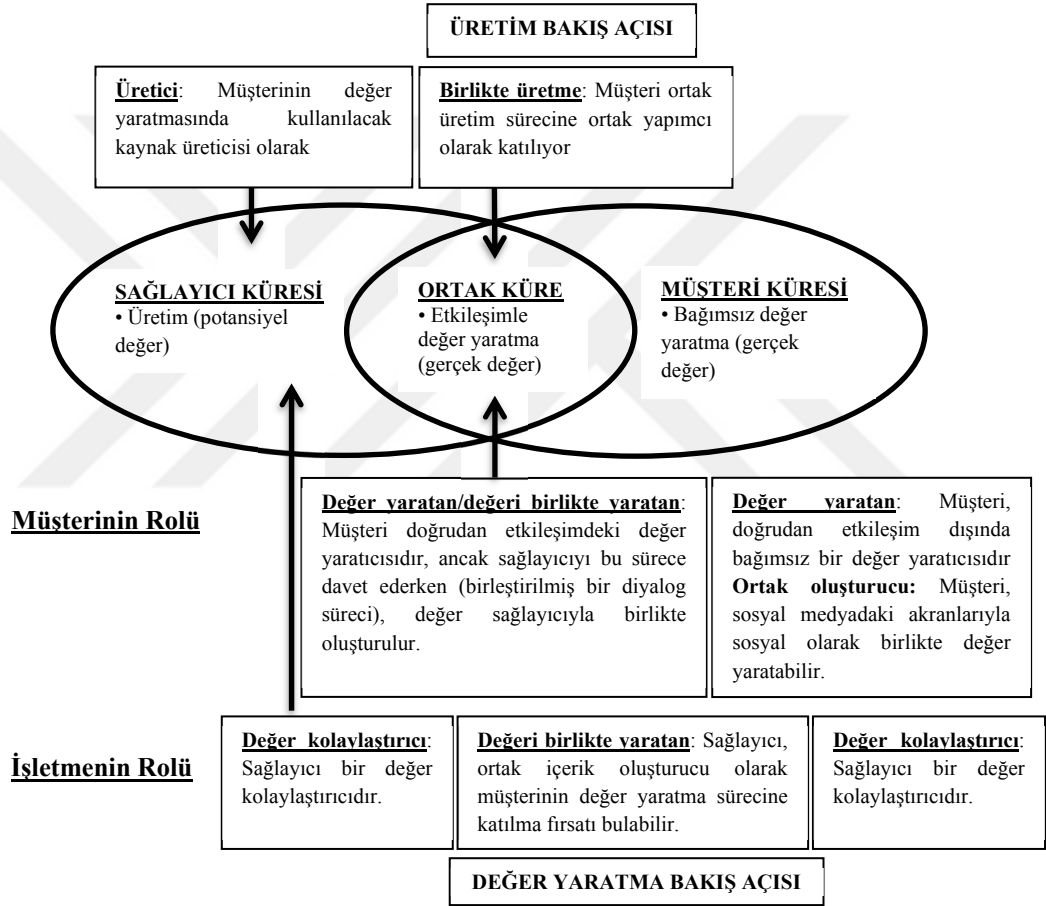 ÜRETİM BAKIŞ AÇISI
Üretici: Müşterinin değer
yaratmasında kullanılacak
kaynak üreticisi olarak
Birlikte üretme: Müşteri ortak
üretim sürecine ortak yapımcı
olarak katılıyor
SAĞLAYICI KÜRESİ
• Üretim (potansiyel
değer)
ORTAK KÜRE
• Etkileşimle
değer yaratma
(gerçek değer)
MÜŞTERİ KÜRESİ
• Bağımsız değer
yaratma (gerçek
değer)
Müşterinin Rolü
Değer yaratan/değeri birlikte yaratan:
Müşteri doğrudan etkileşimdeki değer
yaratıcısıdır, ancak sağlayıcıyı bu sürece
davet ederken (birleştirilmiş bir diyalog
süreci), değer sağlayıcıyla birlikte
oluşturulur.
Değer yaratan: Müşteri,
doğrudan etkileşim dışında
bağımsız bir değer yaratıcısıdır
Ortak oluşturucu: Müşteri,
sosyal medyadaki akranlarıyla
sosyal olarak birlikte değer
yaratabilir.
İşletmenin Rolü
Değer kolaylaştırıcı:
Sağlayıcı bir değer
kolaylaştırıcıdır.
Değeri birlikte yaratan: Sağlayıcı,
ortak içerik oluşturucu olarak
müşterinin değer yaratma sürecine
katılma fırsatı bulabilir.
Değer kolaylaştırıcı:
Sağlayıcı bir değer
kolaylaştırıcıdır.
DEĞER YARATMA BAKIŞ AÇISI